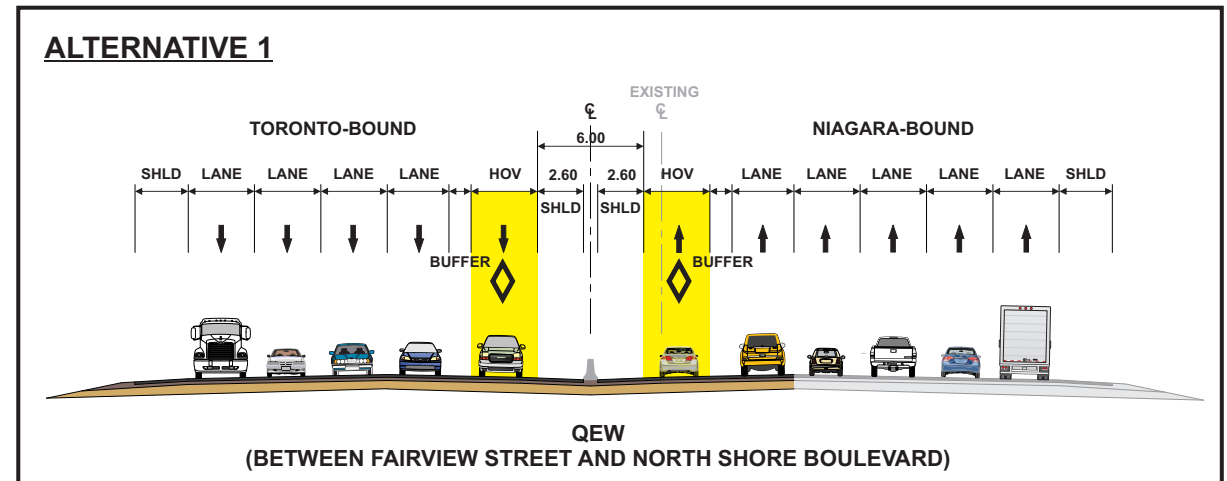 ALTERNATIVE 1
EXISTING
℄ ℄
TORONTO-BOUND NIAGARA-BOUND
6.00
SHLD LANE LANE LANE LANE HOV 2.60 2.60 HOV LANE LANE LANE LANE LANE SHLD
SHLD SHLD
BUFFER BUFFER
QEW
(BETWEEN FAIRVIEW STREET AND NORTH SHORE BOULEVARD)